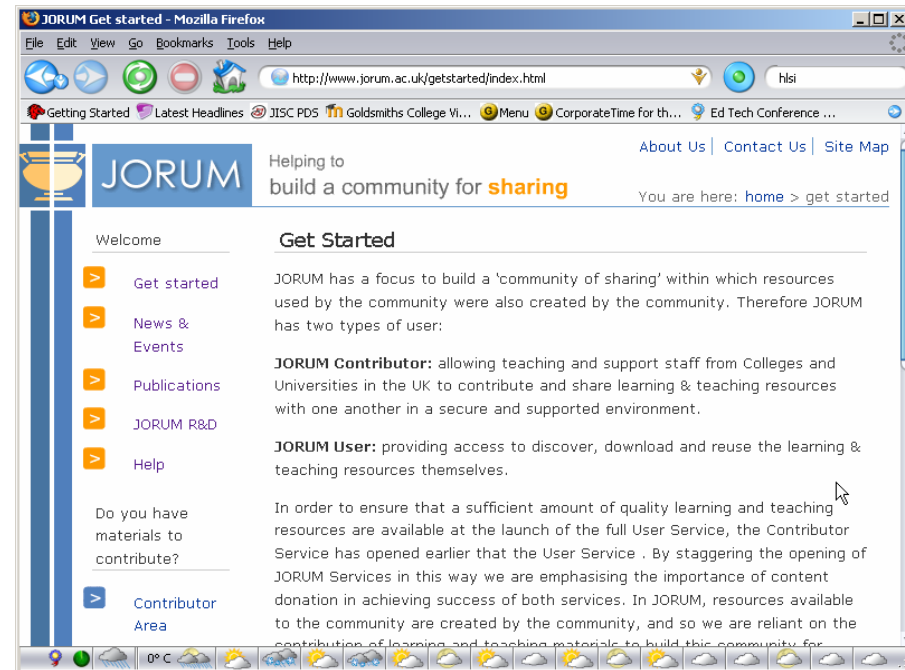 JORUM Get started - Mozilla Firefox
File Edit View Go Bookmarks Tools Help
http://www.jorum.ac.uk/getstarted/index.html
hlsi
Getting Started Latest Headlines JISC PDS Goldsmiths College Vi... Menu CorporateTime for th... Ed Tech Conference ...
About Us | Contact Us | Site Map
JORUM
Helping to
build a community for sharing
You are here: home > get started
Welcome
Get started
News &
Events
Publications
JORUM R&D
Help
Do you have
materials to
contribute?
Contributor
Area
Get Started
JORUM has a focus to build a 'community of sharing' within which resources
used by the community were also created by the community. Therefore JORUM
has two types of user:
JORUM Contributor: allowing teaching and support staff from Colleges and
Universities in the UK to contribute and share learning & teaching resources
with one another in a secure and supported environment.
JORUM User: providing access to discover, download and reuse the learning &
teaching resources themselves.
In order to ensure that a sufficient amount of quality learning and teaching
resources are available at the launch of the full User Service, the Contributor
Service has opened earlier that the User Service . By staggering the opening of
JORUM Services in this way we are emphasising the importance of content
donation in achieving success of both services. In JORUM, resources available
to the community are created by the community, and so we are reliant on the
contribution of learning and teaching materials to build this community for
0° C